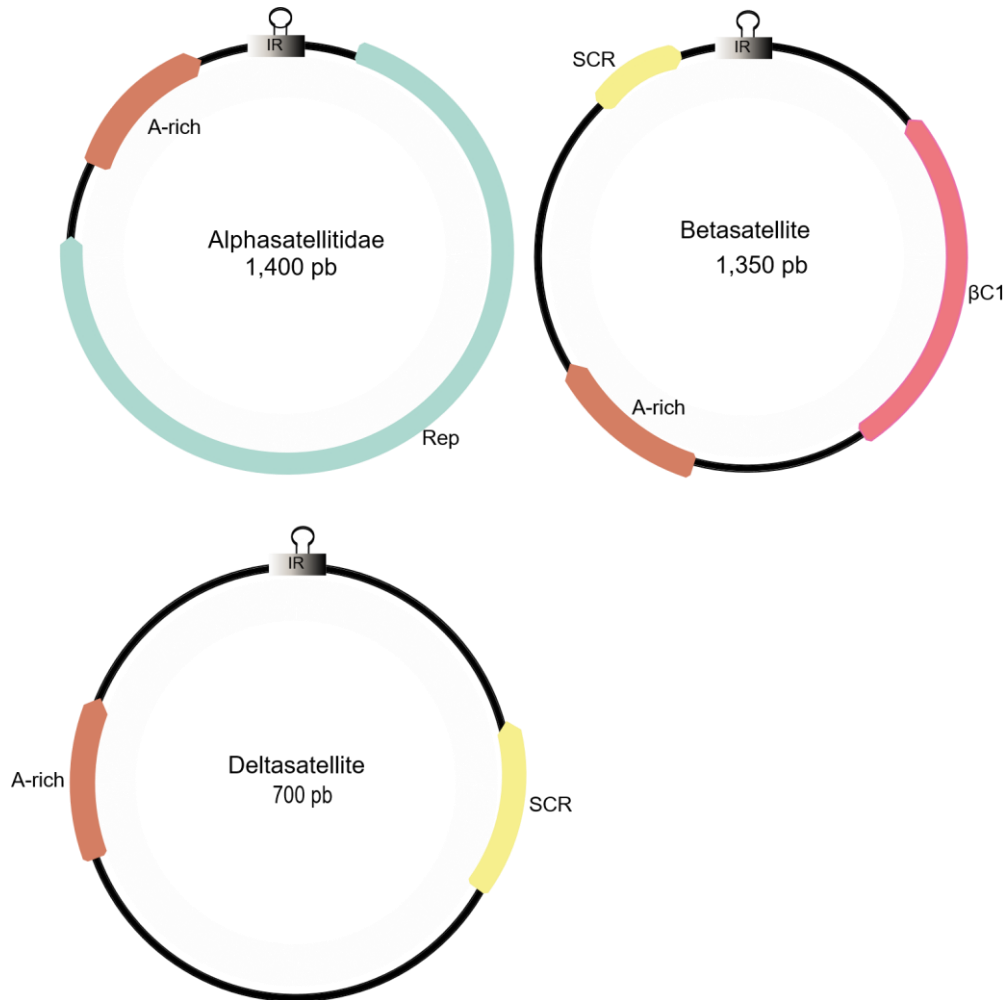 IR
A-rich
Alphasatellitidae
1,400 pb
Rep
IR
SCR
Betasatellite
1,350 pb
βC1
A-rich
IR
A-rich
Deltasatellite
700 pb
SCR